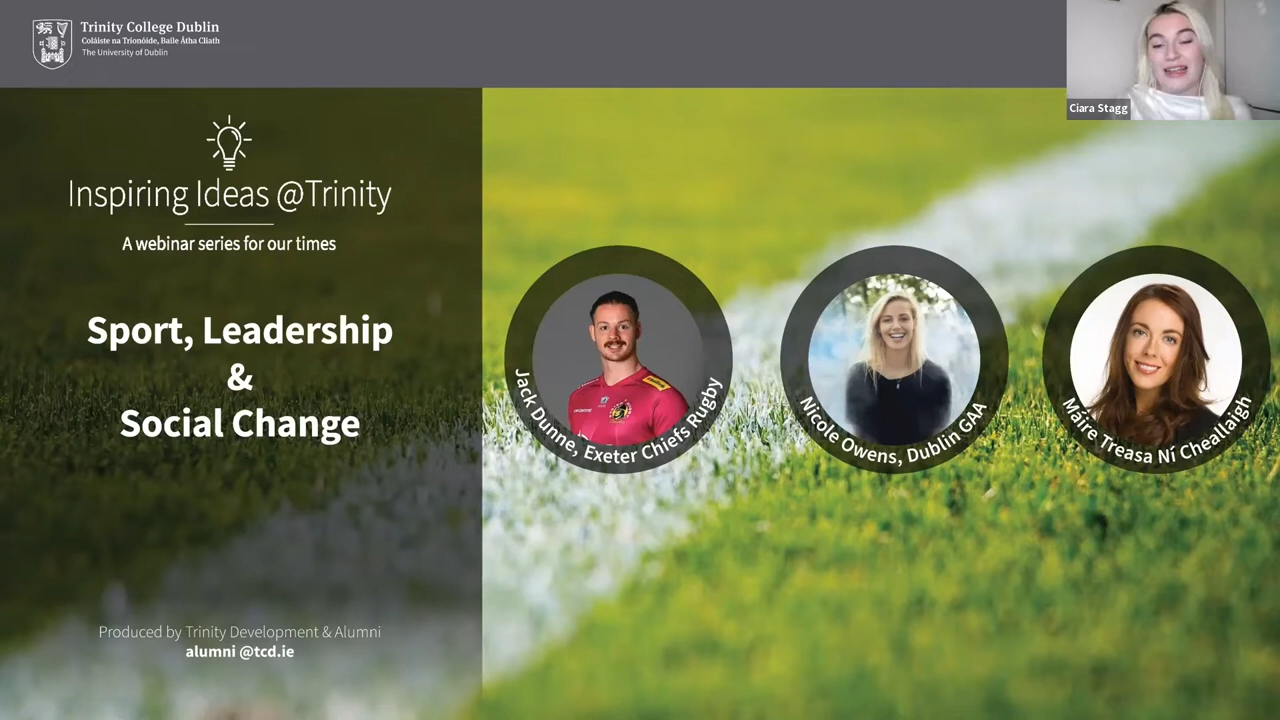 Trinity College Dublin
Coláiste na Tríonóide, Baile Átha Cliath
The University of Dublin
Ciara Stagg
Inspiring Ideas @Trinity
A webinar series for our times
Sport, Leadership
&
Social Change
Jack Dunne, Exeter Chiefs Rugby
Nicole Owens, Dublin GAA
Máire Treasa Ní Cheallaigh
Produced by Trinity Development & Alumni
alumni @tcd.ie